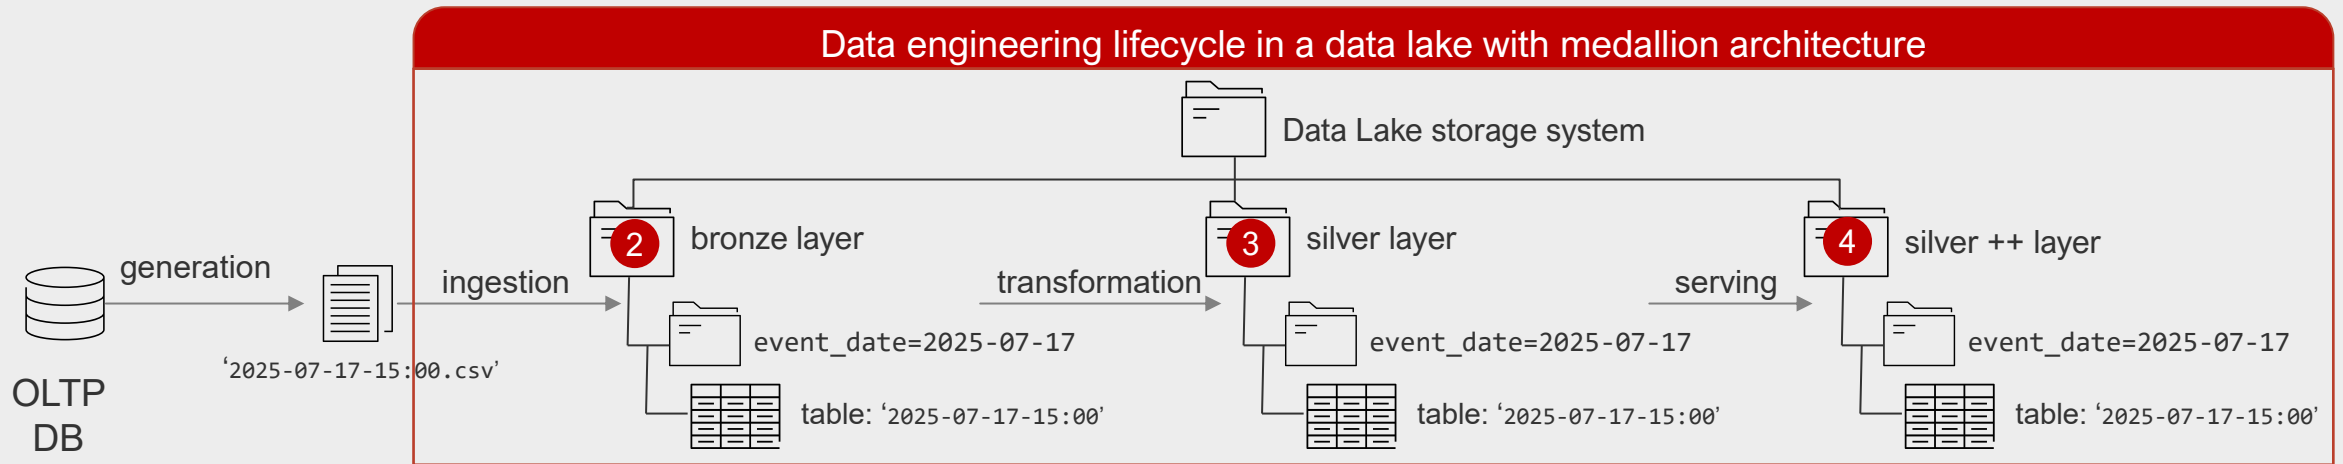 Data engineering lifecycle in a data lake with medallion architecture
Data Lake storage system
2
bronze layer
3
silver layer
4
silver ++ layer
generation
ingestion
transformation
serving
‘2025-07-17-15:00.csv’
OLTP
DB
event_date=2025-07-17
event_date=2025-07-17
event_date=2025-07-17
table: ‘2025-07-17-15:00’
table: ‘2025-07-17-15:00’
table: ‘2025-07-17-15:00’